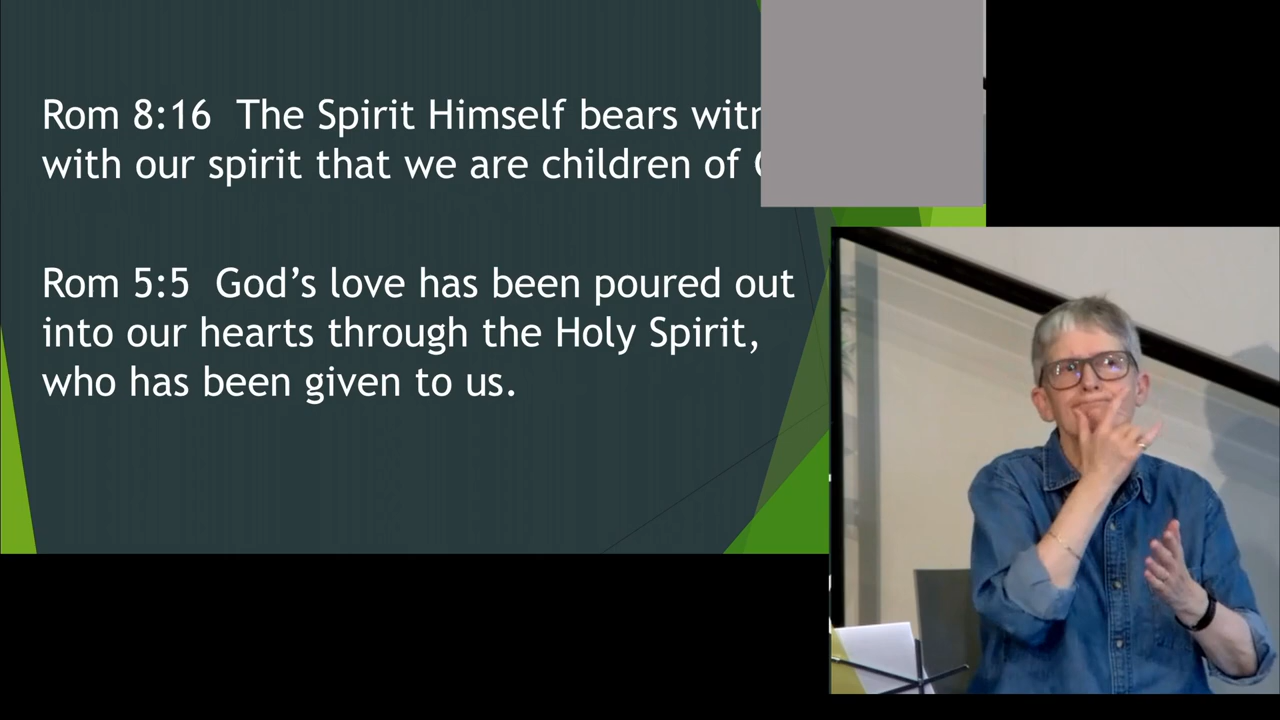 Rom 8:16 The Spirit Himself bears
with our spirit that we are children of
Rom 5:5 God’s love has been poured out
into our hearts through the Holy Spirit,
who has been given to us.